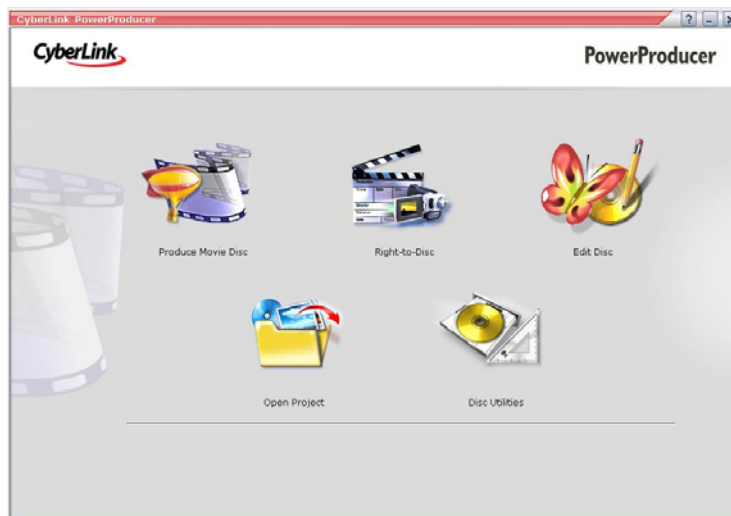 CyberLink PowerProducer
CyberLink
PowerProducer
Produce Movie Disc
Right-to-Disc
Edit Disc
Open Project
Disc Utilities